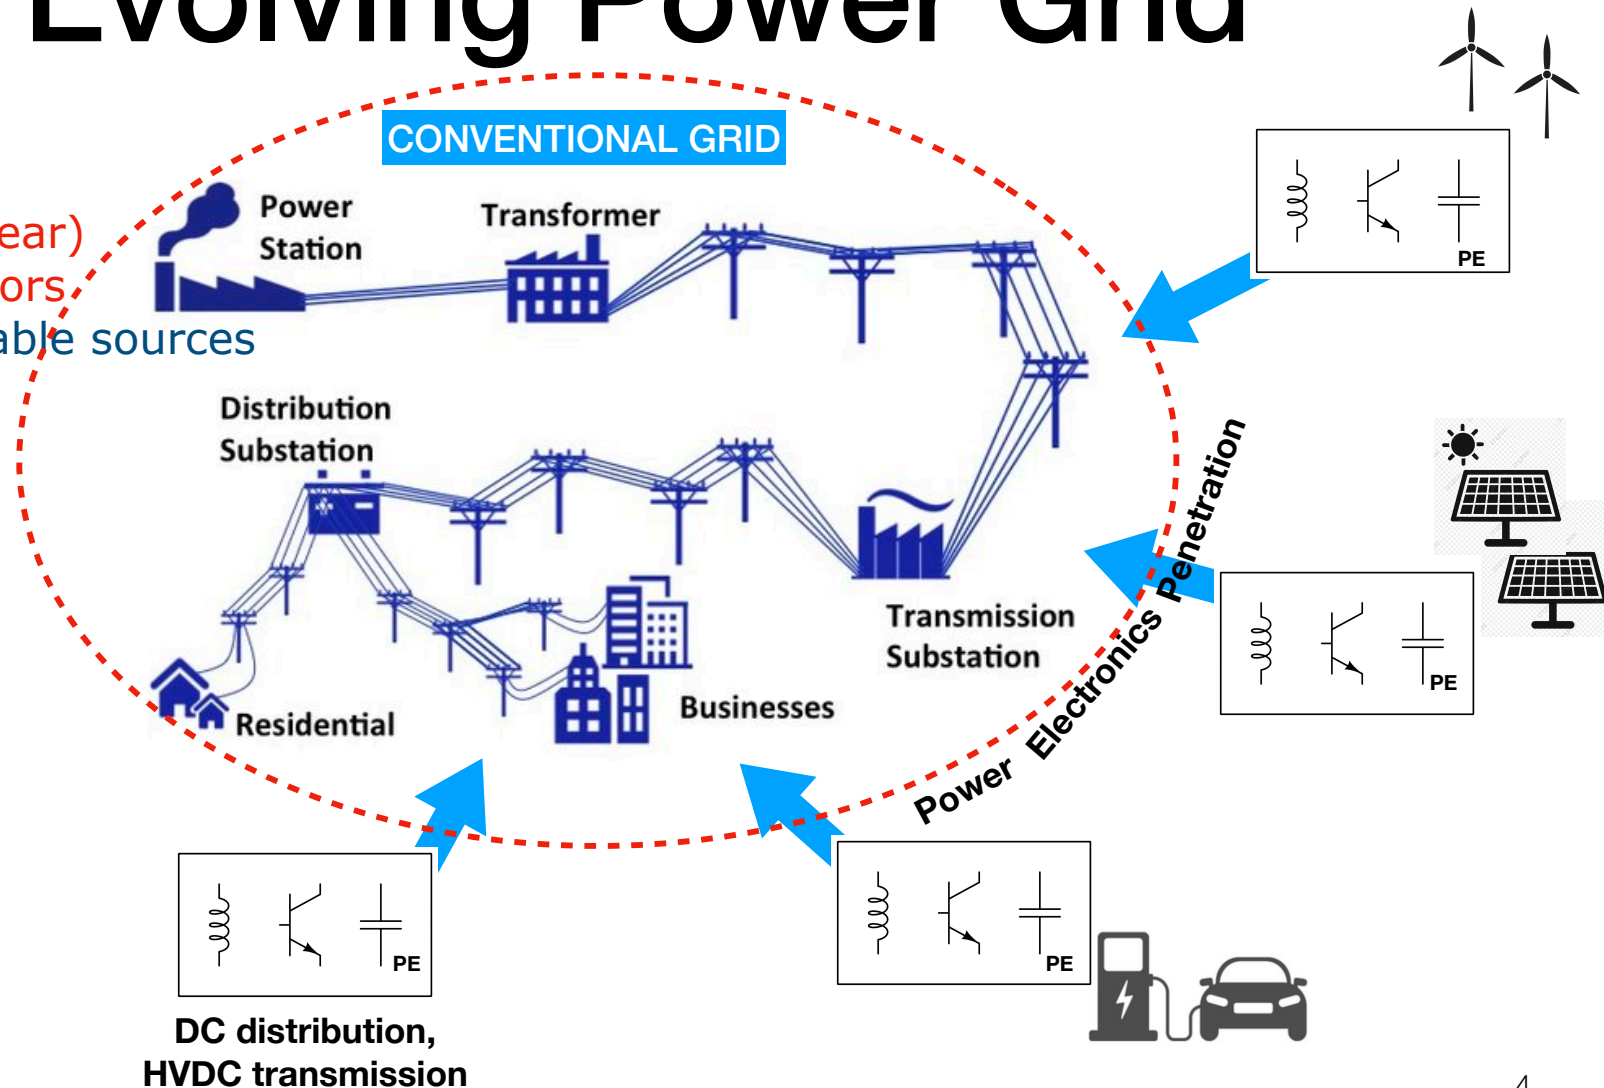 Evolving Power Grid
CONVENTIONAL GRID
Power
Station
Transformer
ear)
ors
able sources
Distribution
Substation
Transmission
Substation
Residential
Businesses
Power Electronics Penetration
PE
PE
PE
PE
DC distribution,
HVDC transmission
4